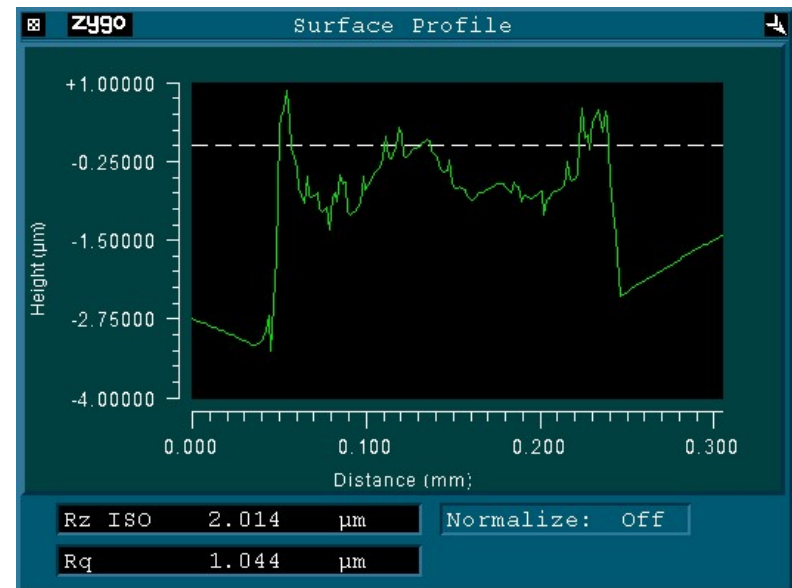 zygo Surface Profile
+1.00000
-0.25000
-1.50000
-2.75000
-4.00000
Height (µm)
0.000 0.100 0.200 0.300
Distance (mm)
Rz ISO 2.014 µm Normalize: Off
Rq 1.044 µm